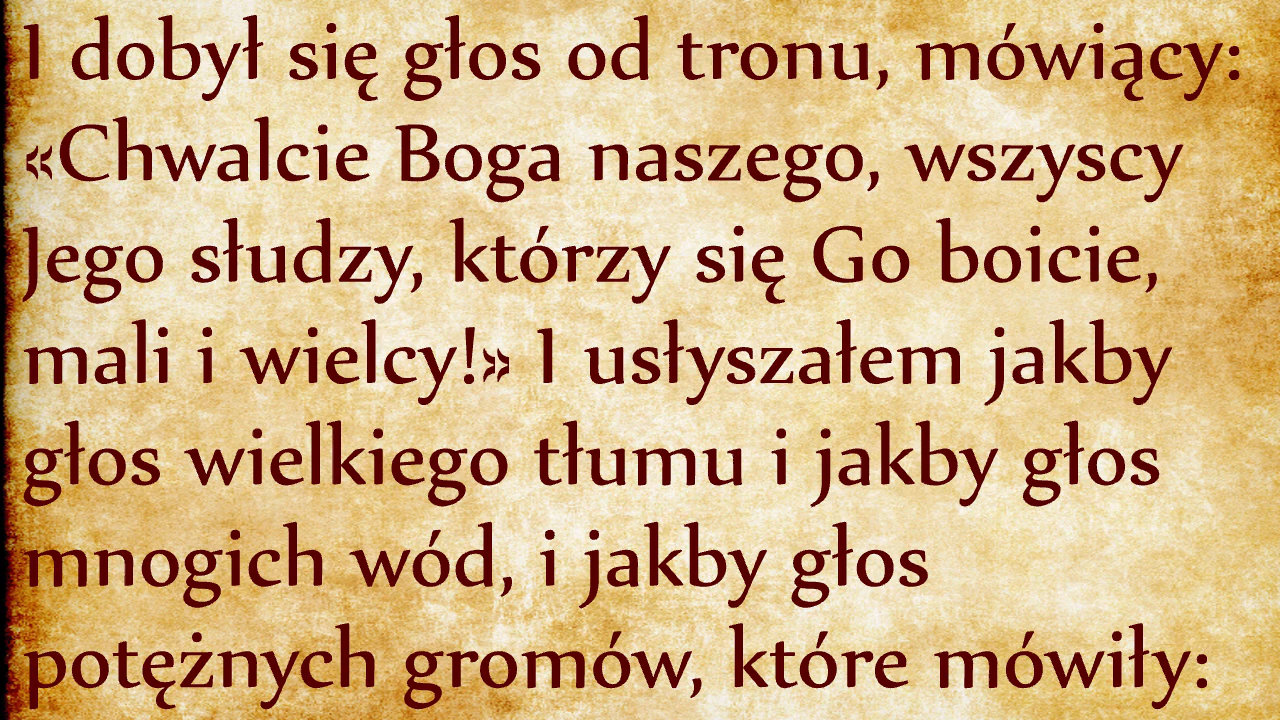 I dobył się głos od tronu, mówiący:
«Chwalcie Boga naszego, wszyscy
Jego słudzy, którzy się Go boicie,
mali i wielcy!» I usłyszałem jakby
głos wielkiego tłumu i jakby głos
mnogich wód, i jakby głos
potężnych gromów, które mówiły: